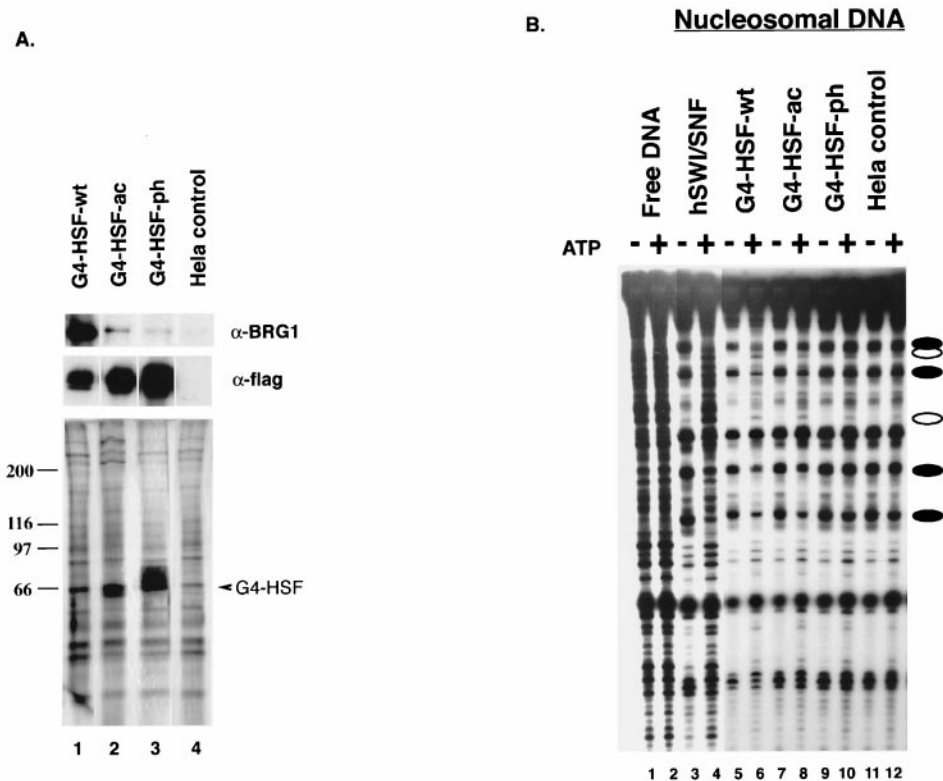 A.
G4-HSF-wt
G4-HSF-ac
G4-HSF-ph
Hela control
α-BRG1
α-flag
200
116
97
66
G4-HSF
1 2 3 4
B.
Nucleosomal DNA
Free DNA
hSWI/SNF
G4-HSF-wt
G4-HSF-ac
G4-HSF-ph
Hela control
ATP - + - + - + - + - + - +
1 2 3 4 5 6 7 8 9 10 11 12